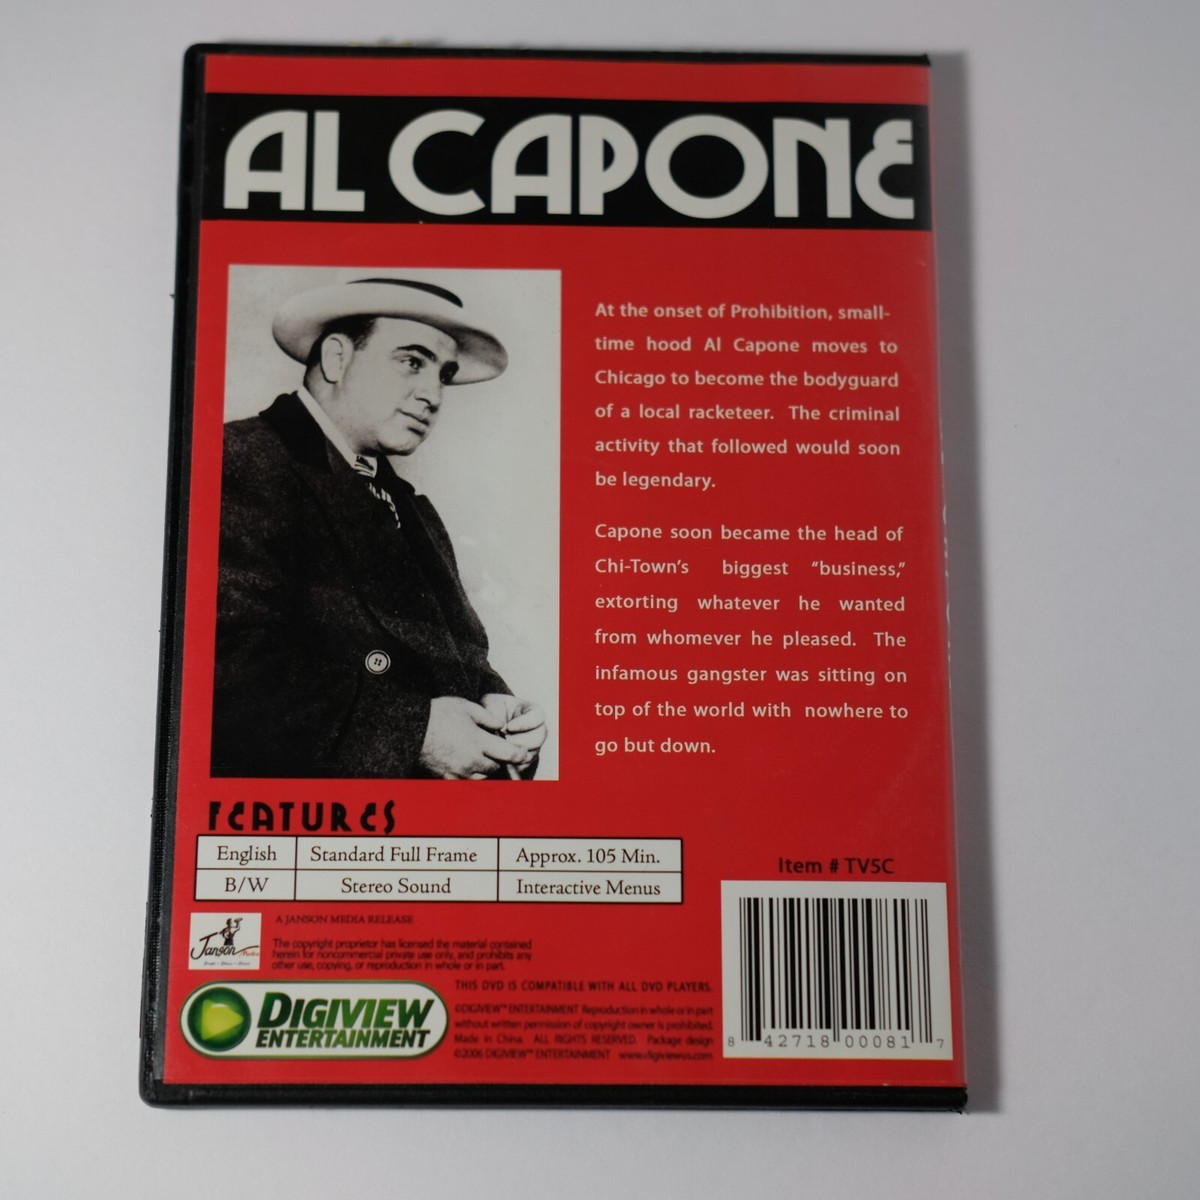 AL CAPONE
At the onset of Prohibition, small-
time hood Al Capone moves to
Chicago to become the bodyguard
of a local racketeer. The criminal
activity that followed would soon
be legendary.
Capone soon became the head of
Chi-Town's biggest “business,”
extorting whatever he wanted
from whomever he pleased. The
infamous gangster was sitting on
top of the world with nowhere to
go but down.
FEATURES
English Standard Full Frame Approx. 105 Min.
B/W Stereo Sound Interactive Menus
Item # TV5C
A JANSON MEDIA RELEASE
Janson Media
The copyright proprietor has licensed the material contained
herein for noncommercial private use only, and prohibits any
other use, copying, or reproduction in whole or in part.
DIGIVIEW
ENTERTAINMENT
THIS DVD IS COMPATIBLE WITH ALL DVD PLAYERS.
©DIGIVIEW™ ENTERTAINMENT Reproduction in whole or in part
without written permission of copyright owner is prohibited.
Made in China. ALL RIGHTS RESERVED. Package design
©2006 DIGIVIEW™ ENTERTAINMENT www.digiviewus.com
8 42718 00081 7